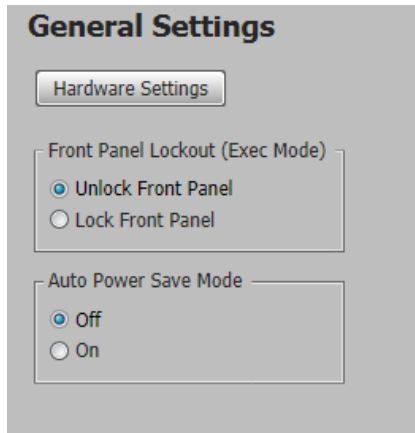 General Settings
Hardware Settings
Front Panel Lockout (Exec Mode)
Unlock Front Panel
Lock Front Panel
Auto Power Save Mode
Off
On